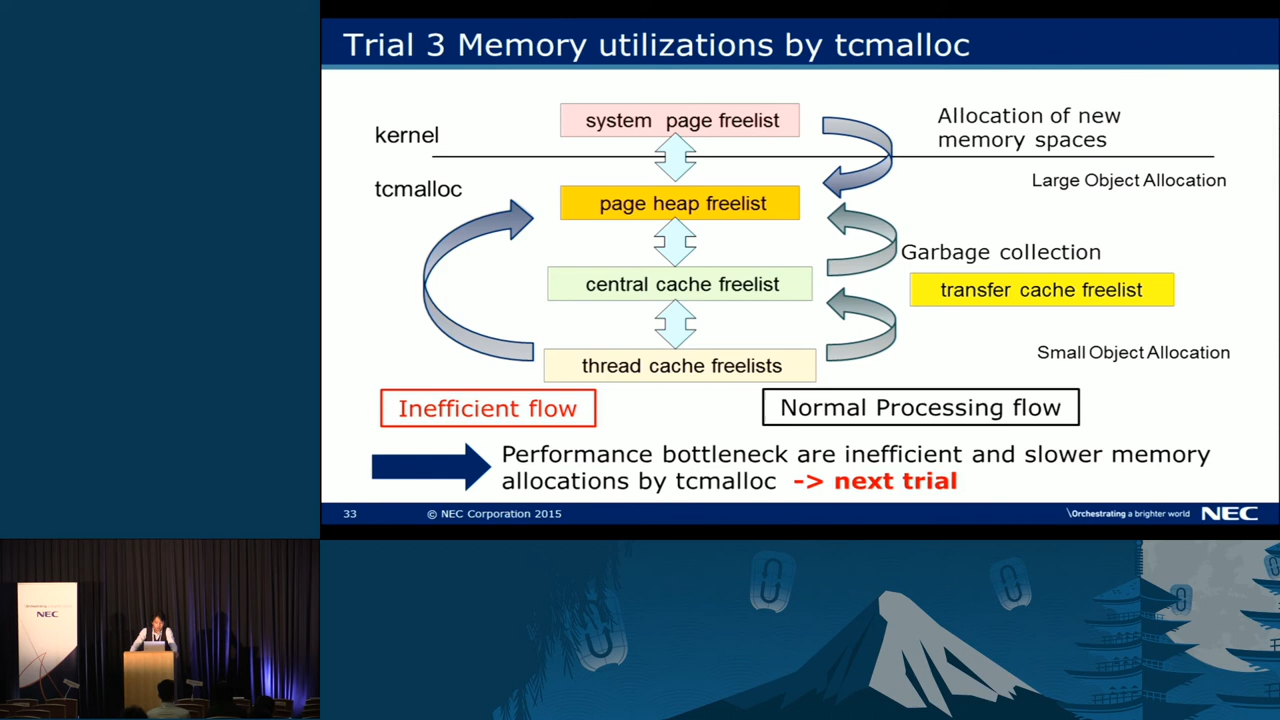 Trial 3 Memory utilizations by tcmalloc
kernel
system page freelist
Allocation of new
memory spaces
tcmalloc
Large Object Allocation
page heap freelist
Garbage collection
central cache freelist
transfer cache freelist
Small Object Allocation
thread cache freelists
Inefficient flow
Normal Processing flow
Performance bottleneck are inefficient and slower memory
allocations by tcmalloc -> next trial
33
© NEC Corporation 2015
\Orchestrating a brighter world
NEC
NEC